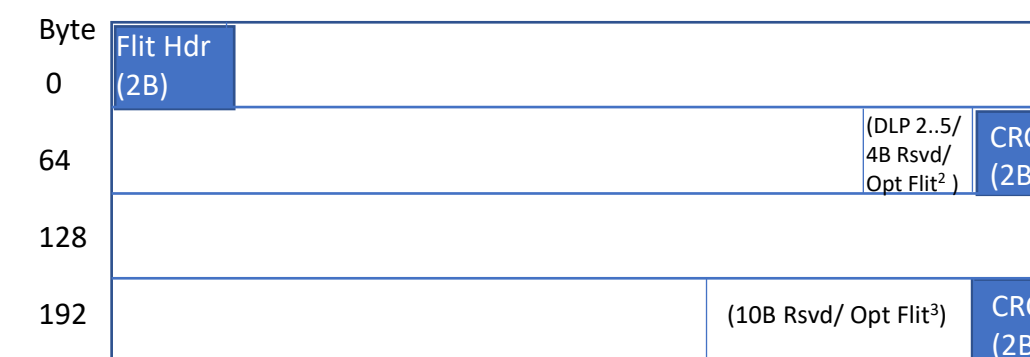 Byte
Flit Hdr
(2B)
0
(DLP 2..5/
4B Rsvd/
Opt Flit² )
64
128
192
(10B Rsvd/ Opt Flit³)